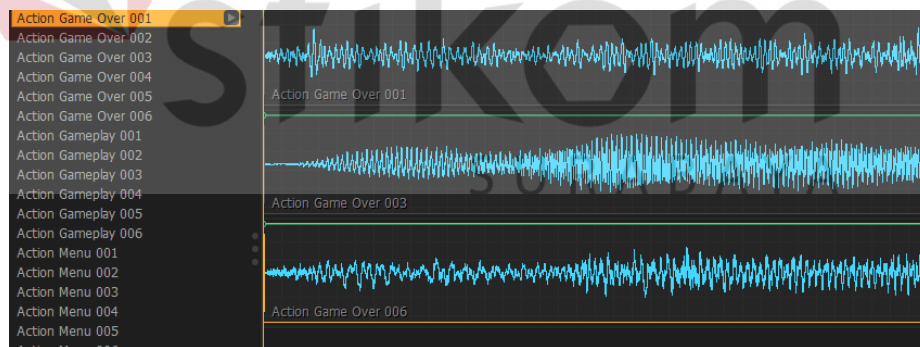 Action Game Over 001
Action Game Over 002
Action Game Over 003
Action Game Over 004
Action Game Over 005
Action Game Over 006
Action Gameplay 001
Action Gameplay 002
Action Gameplay 003
Action Gameplay 004
Action Gameplay 005
Action Gameplay 006
Action Menu 001
Action Menu 002
Action Menu 003
Action Menu 004
Action Menu 005
Action Game Over 001
Action Game Over 003
Action Game Over 006
stikom
SURABAYA